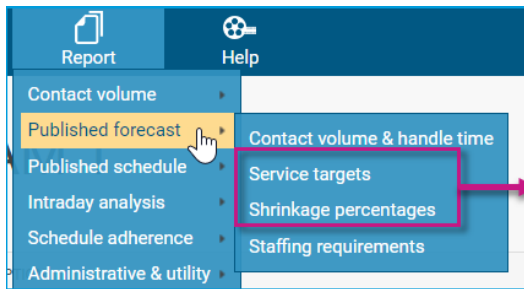 Report
Help
Contact volume
Published forecast
Published schedule
Intraday analysis
Schedule adherence
Administrative & utility
Contact volume & handle time
Service targets
Shrinkage percentages
Staffing requirements